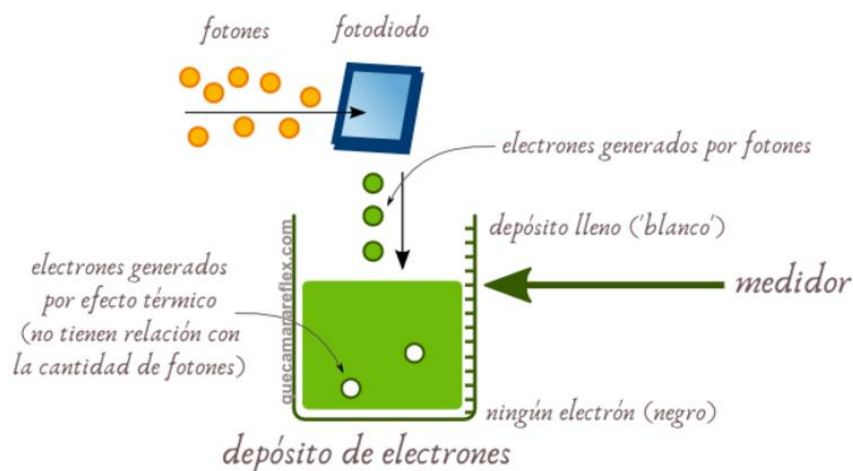 fotones
fotodiodo
electrones generados por fotones
depósito lleno ('blanco')
electrones generados
por efecto térmico
(no tienen relación con
la cantidad de fotones)
medidor
quecamarareflex.com
ningún electrón (negro)
depósito de electrones